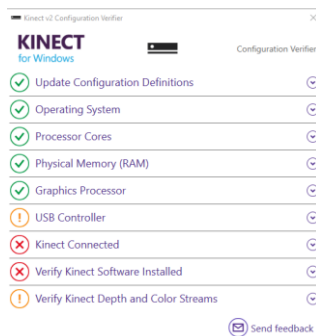 Kinect v2 Configuration Verifier
KINECT
for Windows
Configuration Verifier
Update Configuration Definitions
Operating System
Processor Cores
Physical Memory (RAM)
Graphics Processor
USB Controller
Kinect Connected
Verify Kinect Software Installed
Verify Kinect Depth and Color Streams
Send feedback